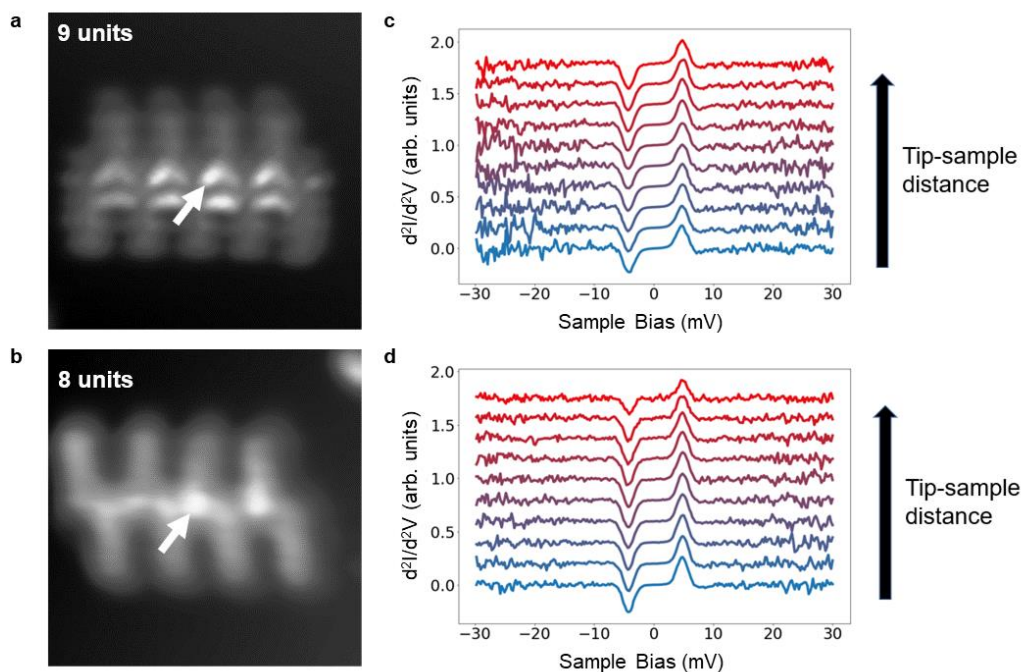 a
9 units
c
2.0
1.5
1.0
0.5
0.0
d²I/d²V (arb. units)
−30
−20
−10
0
10
20
30
Sample Bias (mV)
Tip-sample
distance
b
8 units
d
2.0
1.5
1.0
0.5
0.0
d²I/d²V (arb. units)
−30
−20
−10
0
10
20
30
Sample Bias (mV)
Tip-sample
distance